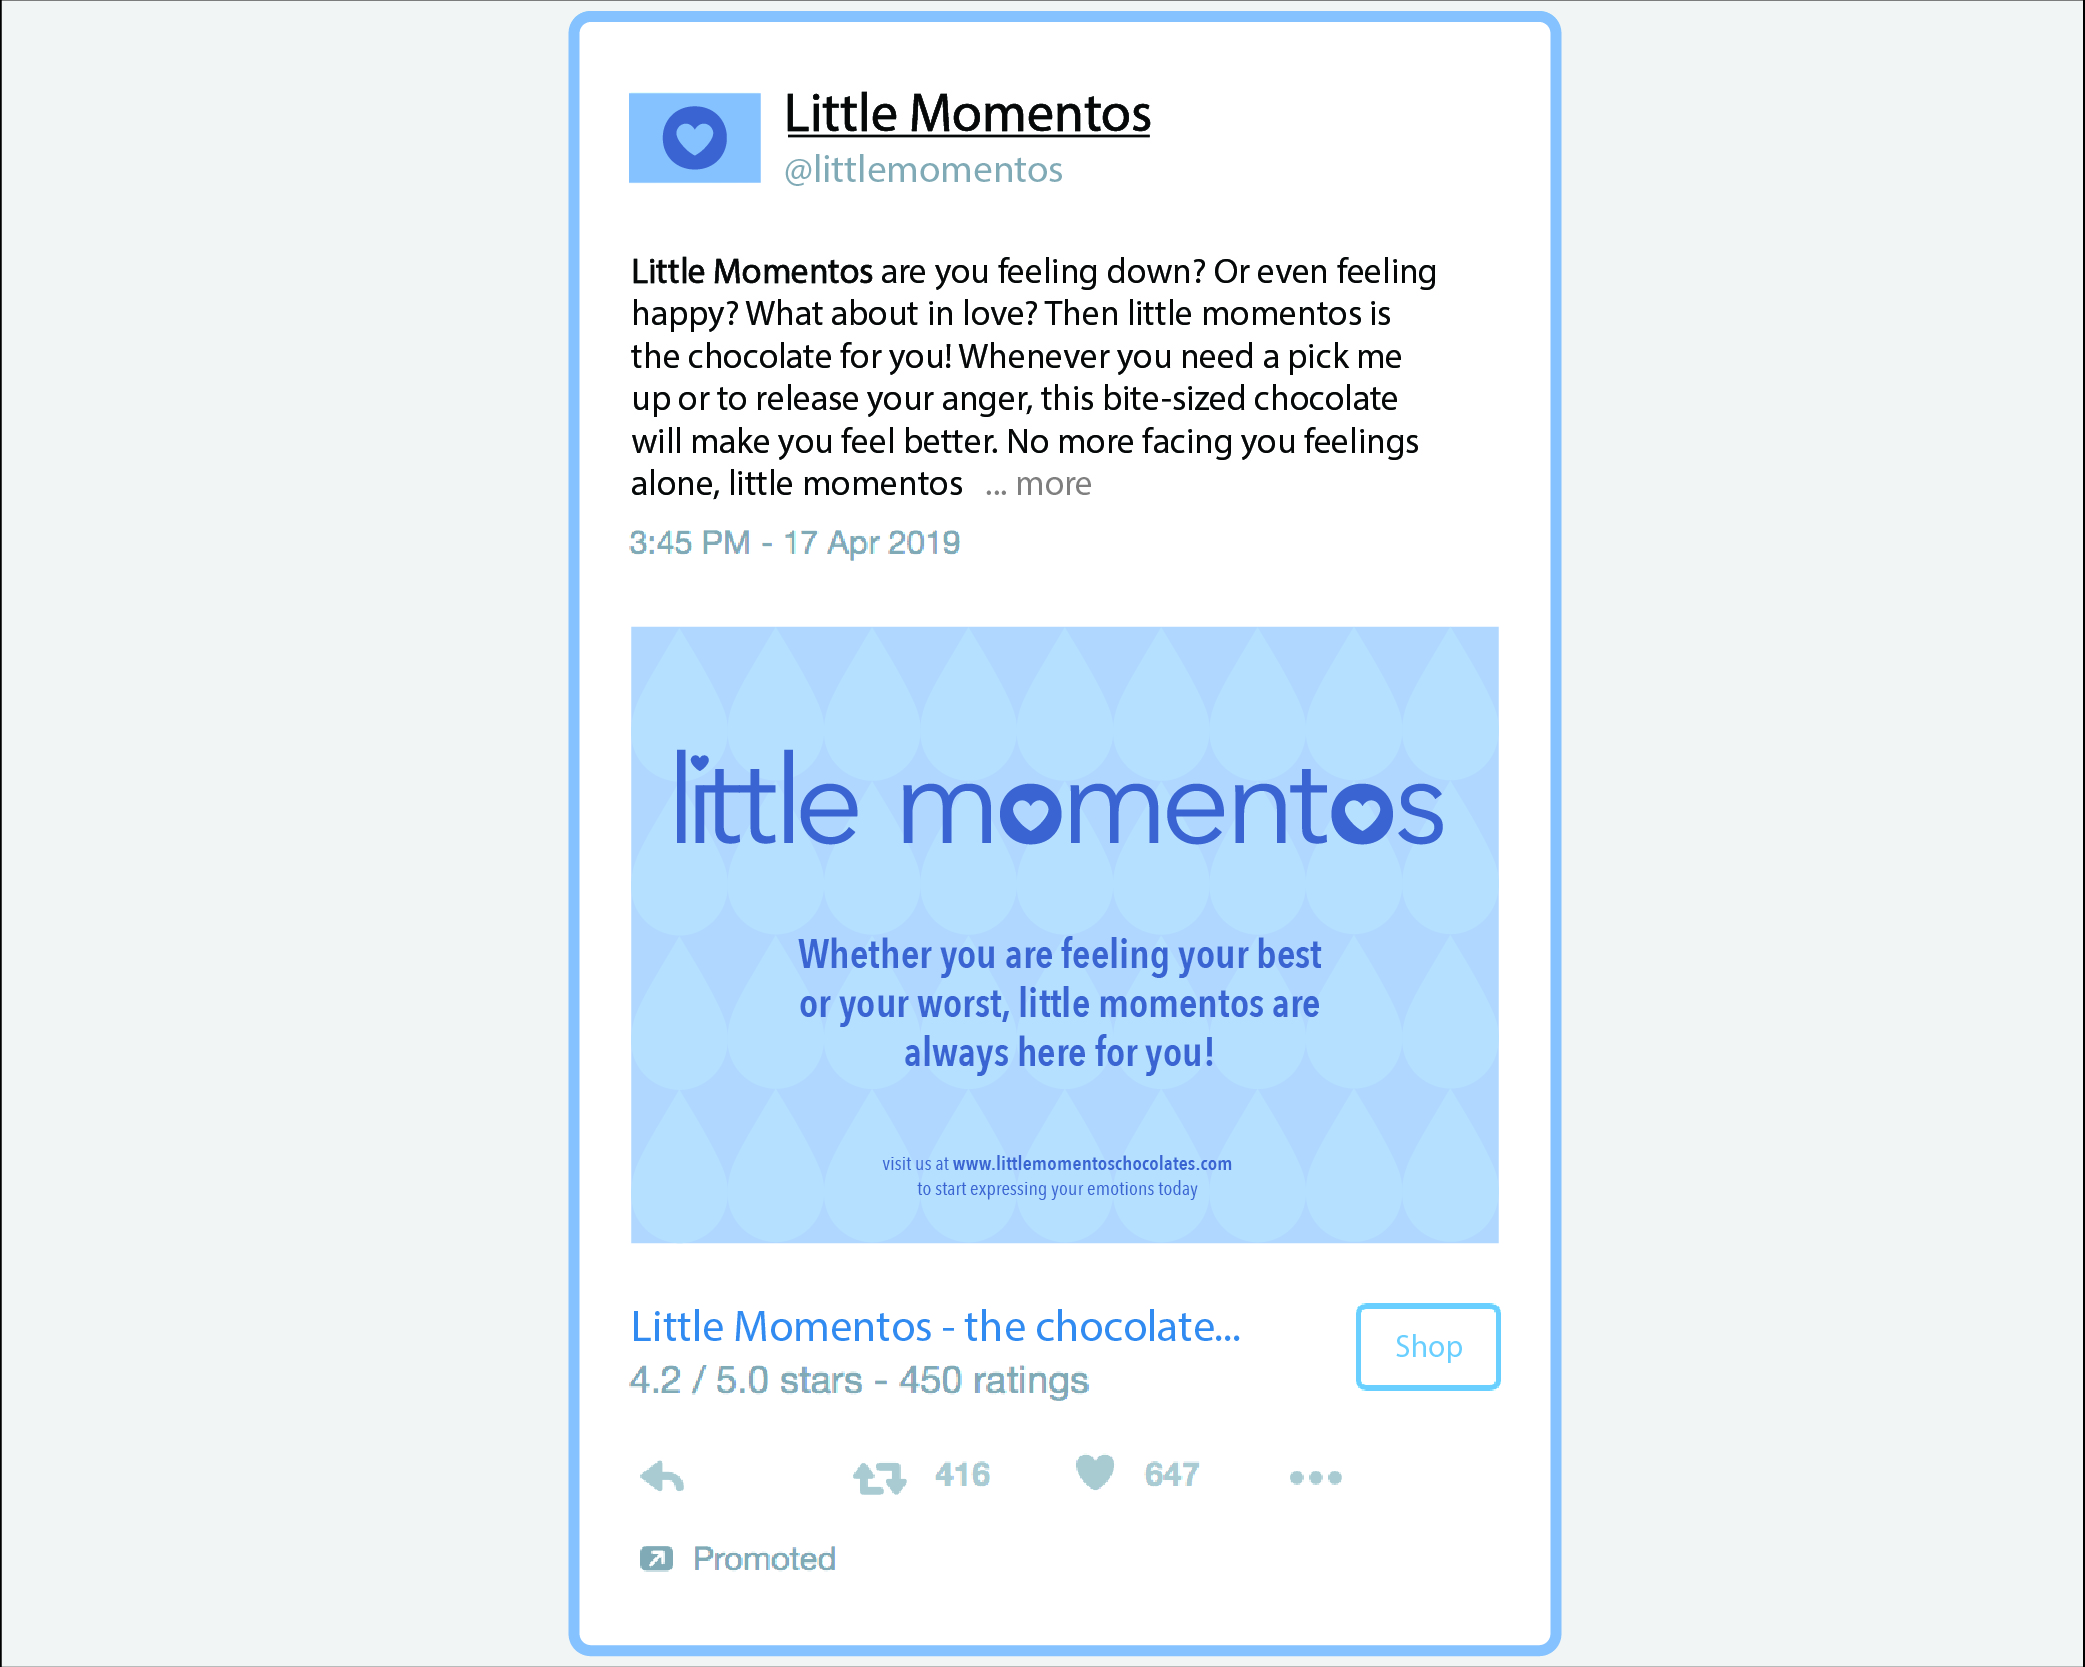 Little Momentos
@littlemomentos
Little Momentos are you feeling down? Or even feeling
happy? What about in love? Then little momentos is
the chocolate for you! Whenever you need a pick me
up or to release your anger, this bite-sized chocolate
will make you feel better. No more facing you feelings
alone, little momentos ... more
3:45 PM - 17 Apr 2019
little momentos
Whether you are feeling your best
or your worst, little momentos are
always here for you!
visit us at www.littlemomentoschocolates.com
to start expressing your emotions today
Little Momentos - the chocolate...
Shop
4.2 / 5.0 stars - 450 ratings
416 647
Promoted